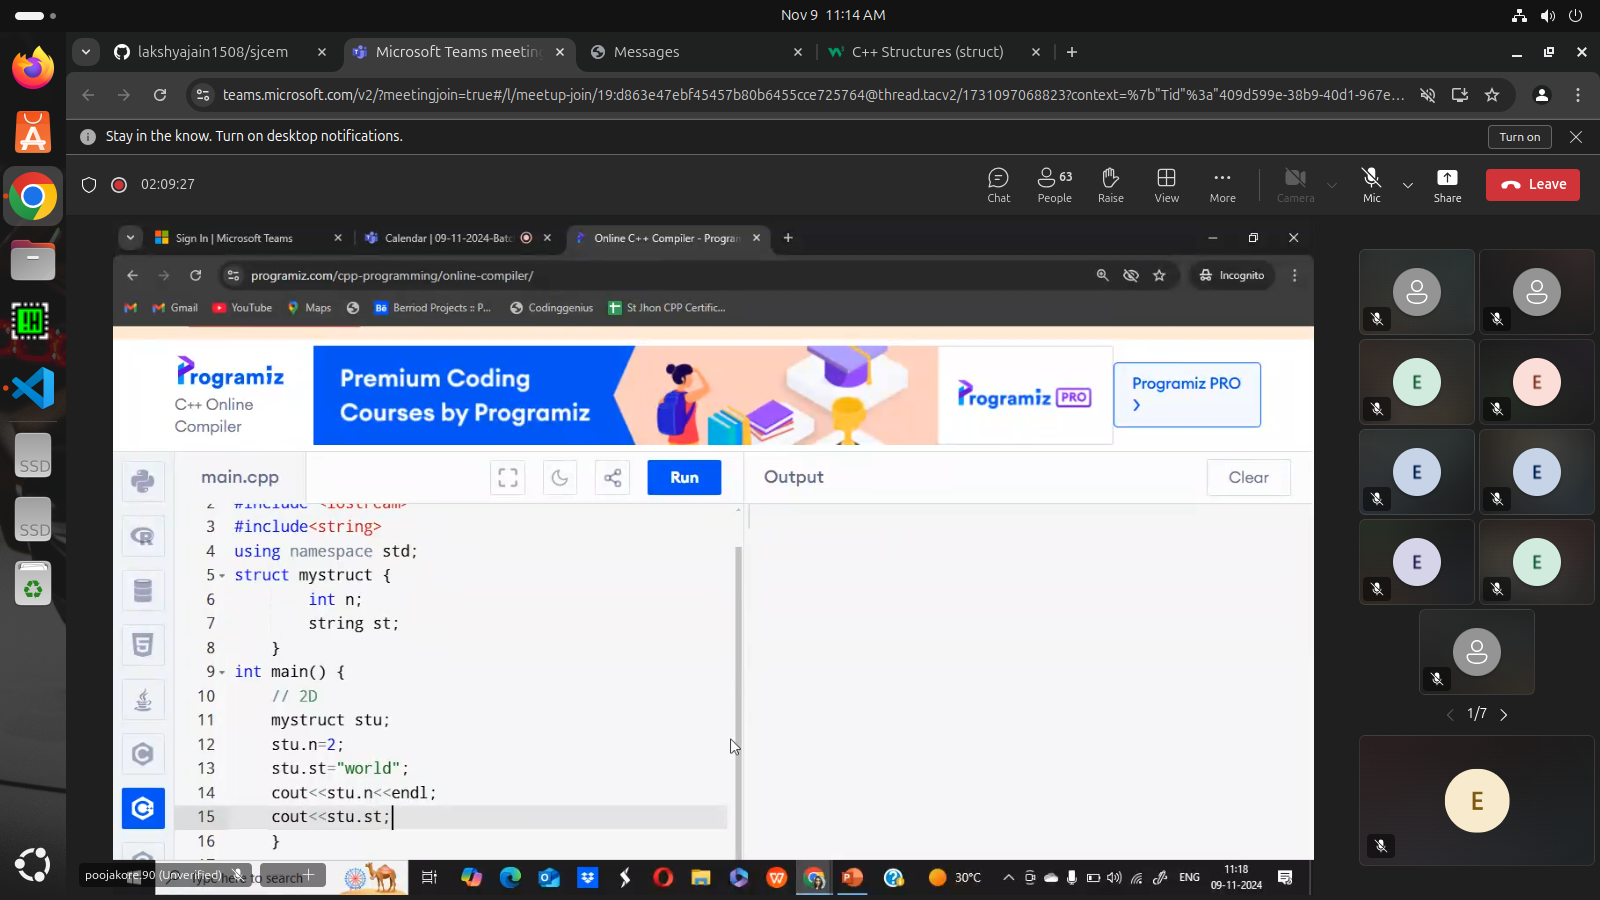 Nov 9 11:14 AM
lakshyajain1508/sjcem
Microsoft Teams meeting
Messages
C++ Structures (struct)
teams.microsoft.com/v2/?meetingjoin=true#/l/meetup-join/19:d863e47ebf45457b80b6455cce725764@thread.tacv2/1731097068823?context=%7b"Tid"%3a"409d599e-38b9-40d1-967e...
Stay in the know. Turn on desktop notifications.
Turn on
02:09:27
Chat
People
63
Raise
View
More
Camera
Mic
Share
Leave
Sign In | Microsoft Teams
Calendar | 09-11-2024-Batc
Online C++ Compiler - Program
programiz.com/cpp-programming/online-compiler/
Incognito
Gmail
YouTube
Maps
Berriod Projects :: P...
Codinggenius
St Jhon CPP Certific...
Programiz
C++ Online
Compiler
Premium Coding
Courses by Programiz
Programiz PRO
Programiz PRO
main.cpp
Run
Output
Clear
2 #include <iostream>
3 #include<string>
4 using namespace std;
5 struct mystruct {
6 int n;
7 string st;
8 }
9 int main() {
10 // 2D
11 mystruct stu;
12 stu.n=2;
13 stu.st="world";
14 cout<<stu.n<<endl;
15 cout<<stu.st;
16 }
SSD
SSD
E
E
E
E
E
E
1/7
E
poojakore.90 (Unverified)
Type here to search
30°C
ENG
11:18
09-11-2024